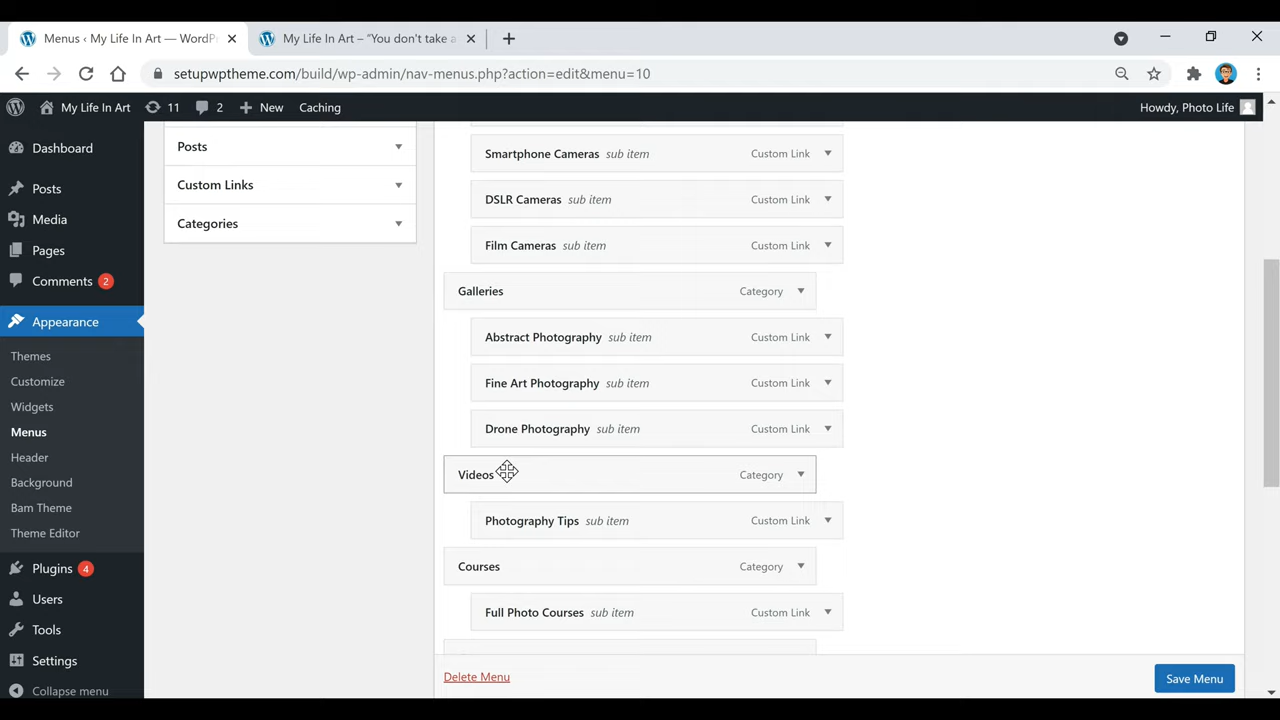 Menus ‹ My Life In Art — WordPr
My Life In Art – “You don't take a
setupwptheme.com/build/wp-admin/nav-menus.php?action=edit&menu=10
My Life In Art 11 2 New Caching Howdy, Photo Life
Dashboard
Posts
Media
Pages
Comments 2
Appearance
Themes
Customize
Widgets
Menus
Header
Background
Bam Theme
Theme Editor
Plugins 4
Users
Tools
Settings
Collapse menu
Posts
Custom Links
Categories
Smartphone Cameras sub item Custom Link
DSLR Cameras sub item Custom Link
Film Cameras sub item Custom Link
Galleries Category
Abstract Photography sub item Custom Link
Fine Art Photography sub item Custom Link
Drone Photography sub item Custom Link
Videos Category
Photography Tips sub item Custom Link
Courses Category
Full Photo Courses sub item Custom Link
Delete Menu Save Menu